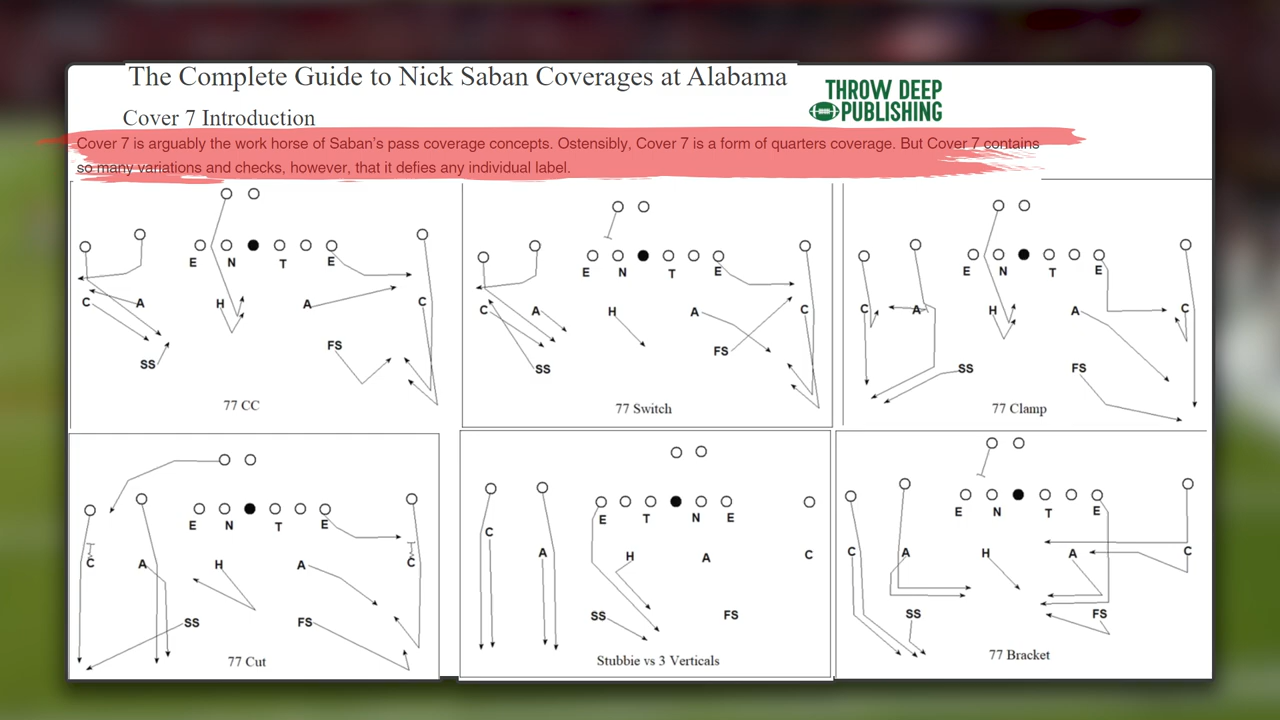 The Complete Guide to Nick Saban Coverages at Alabama
THROW DEEP
PUBLISHING
Cover 7 Introduction
Cover 7 is arguably the work horse of Saban's pass coverage concepts. Ostensibly, Cover 7 is a form of quarters coverage. But Cover 7 contains
so many variations and checks, however, that it defies any individual label.
E N T E
C A H A C
FS
SS
77 CC
E N T E
C A H A C
FS
SS
77 Switch
E N T E
C A H A C
SS FS
77 Clamp
E N T E
C A H A C
SS FS
77 Cut
E T N E
C
A H A C
SS FS
Stubbie vs 3 Verticals
E N T E
C A H A C
SS FS
77 Bracket